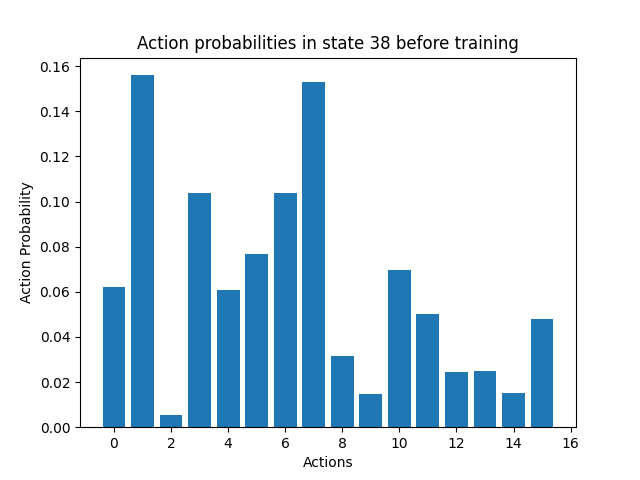 Action probabilities in state 38 before training
Action Probability
0.16
0.14
0.12
0.10
0.08
0.06
0.04
0.02
0.00
0 2 4 6 8 10 12 14 16
Actions